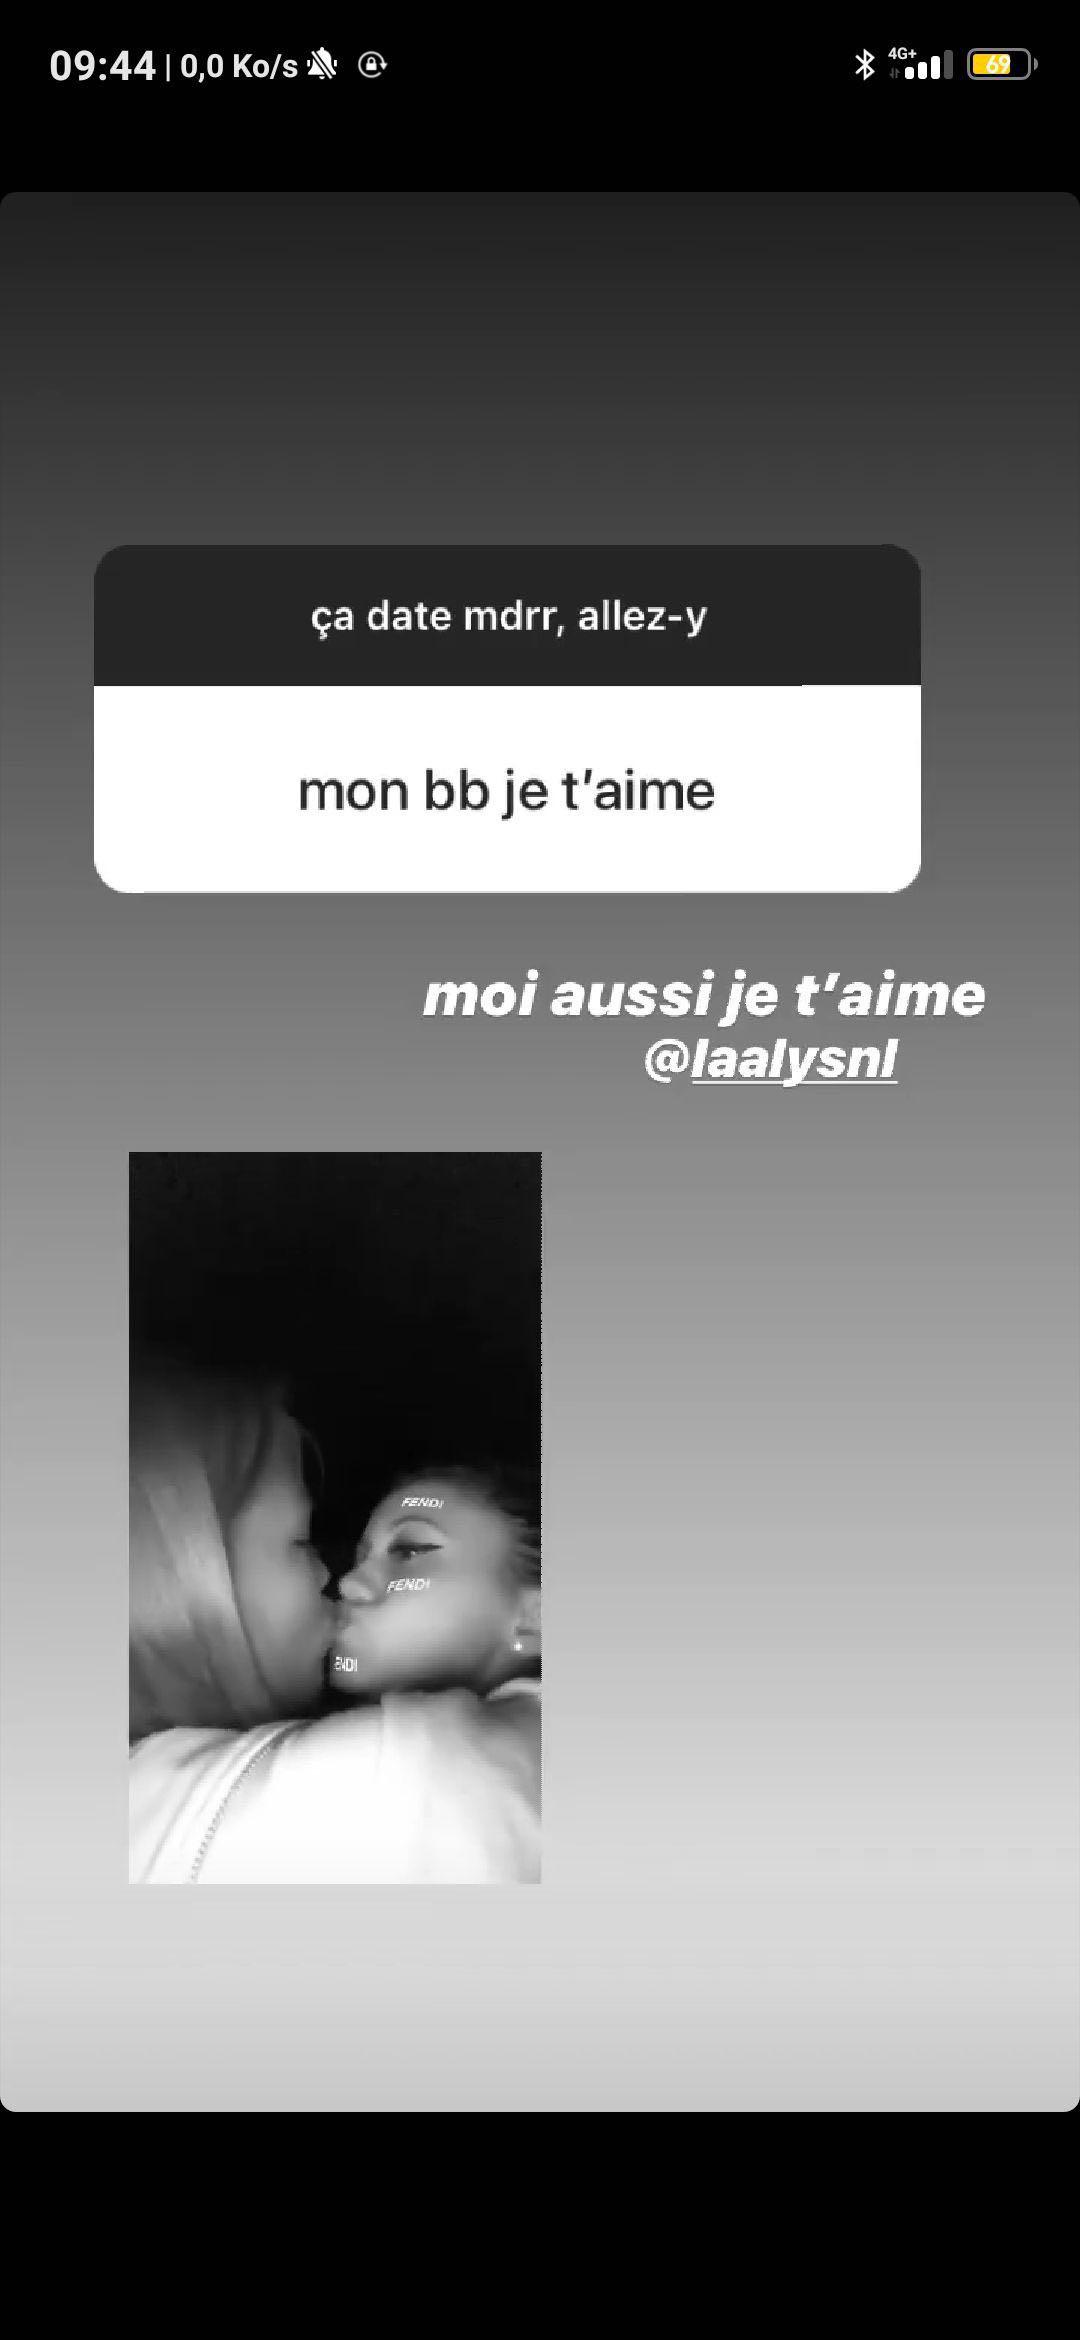 09:44 | 0,0 Ko/s
4G+
69
ça date mdrr, allez-y
mon bb je t'aime
moi aussi je t'aime
@laalysnl
FENDI
FENDI
ENDI